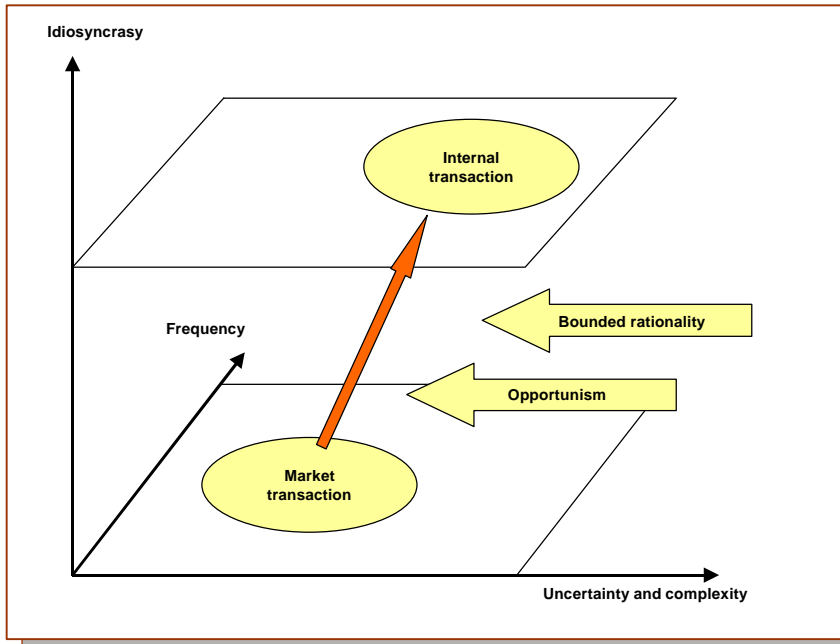 Idiosyncrasy
Internal
transaction
Frequency
Bounded rationality
Opportunism
Market
transaction
Uncertainty and complexity